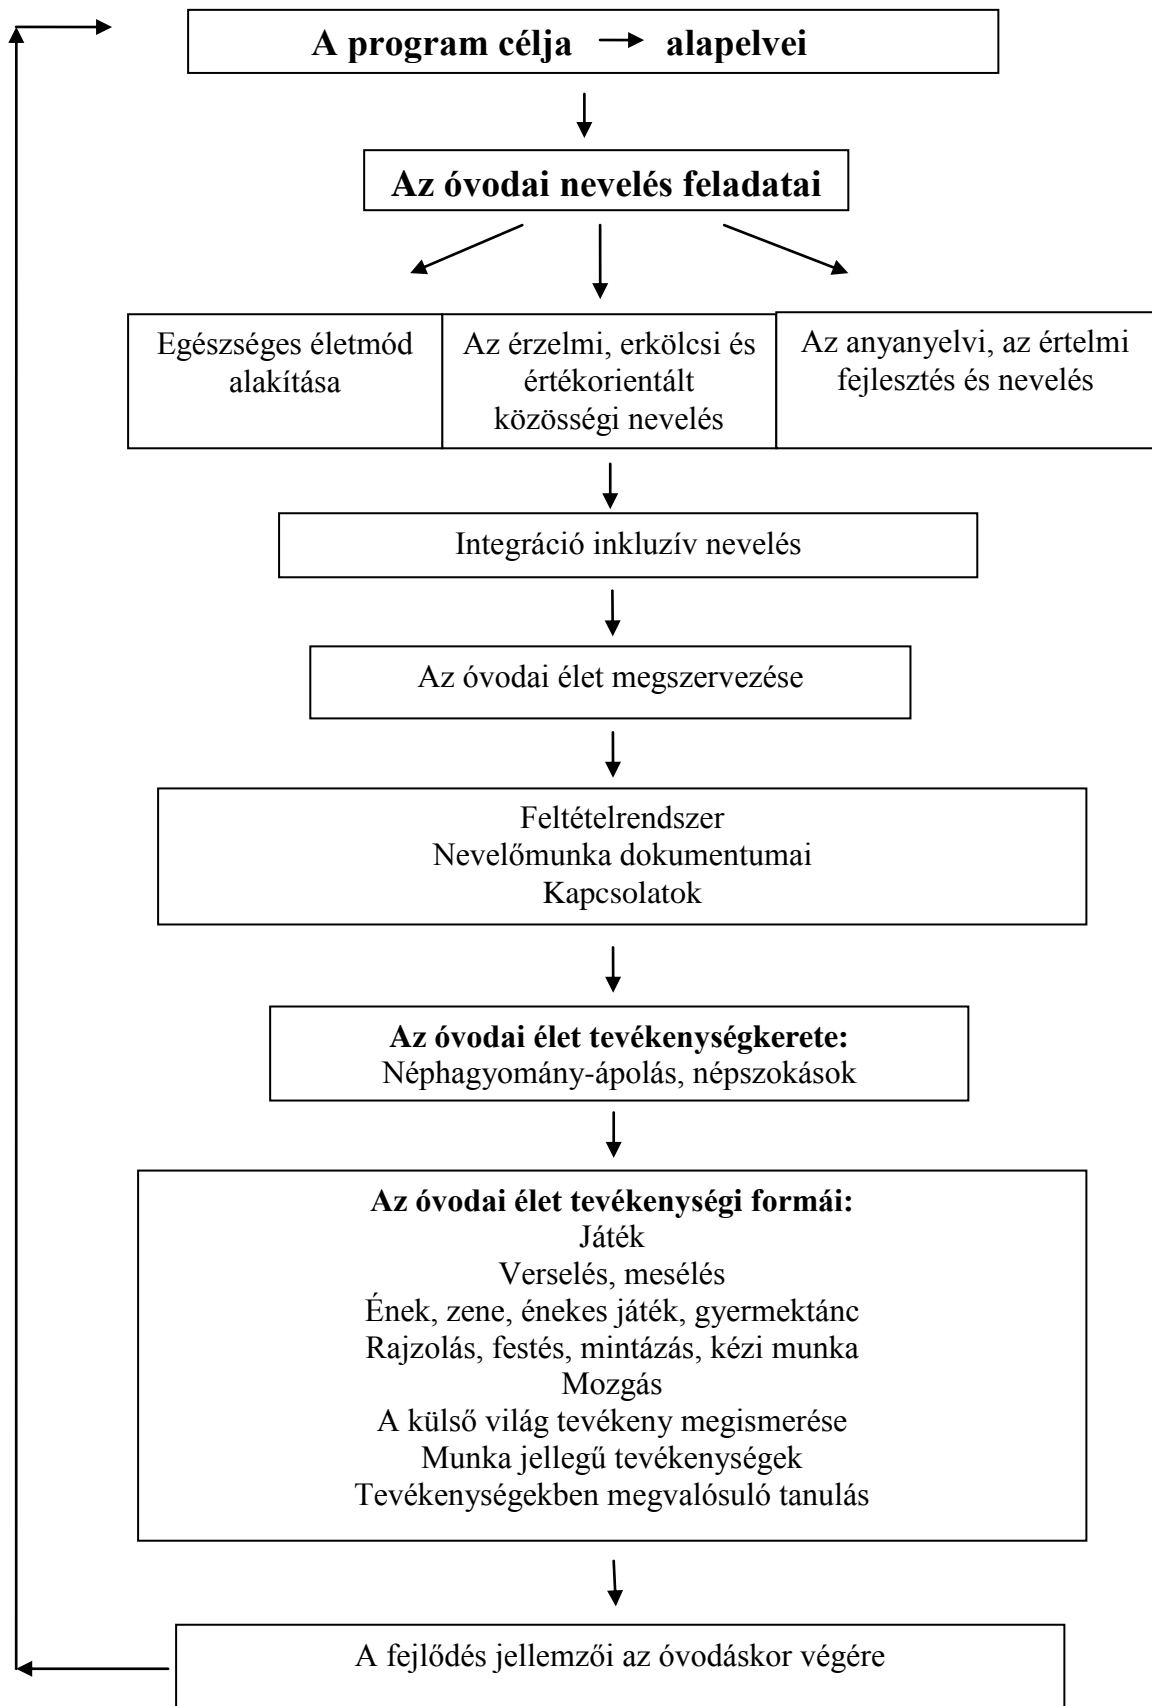 A program célja → alapelvei
Az óvodai nevelés feladatai
Egészséges életmód
alakítása
Az érzelmi, erkölcsi és
értékorientált
közösségi nevelés
Az anyanyelvi, az értelmi
fejlesztés és nevelés
Integráció inkluzív nevelés
Az óvodai élet megszervezése
Feltételrendszer
Nevelőmunka dokumentumai
Kapcsolatok
Az óvodai élet tevékenységkerete:
Néphagyomány-ápolás, népszokások
Az óvodai élet tevékenységi formái:
Játék
Verselés, mesélés
Ének, zene, énekes játék, gyermektánc
Rajzolás, festés, mintázás, kézi munka
Mozgás
A külső világ tevékeny megismerése
Munka jellegű tevékenységek
Tevékenységekben megvalósuló tanulás
A fejlődés jellemzői az óvodáskor végére